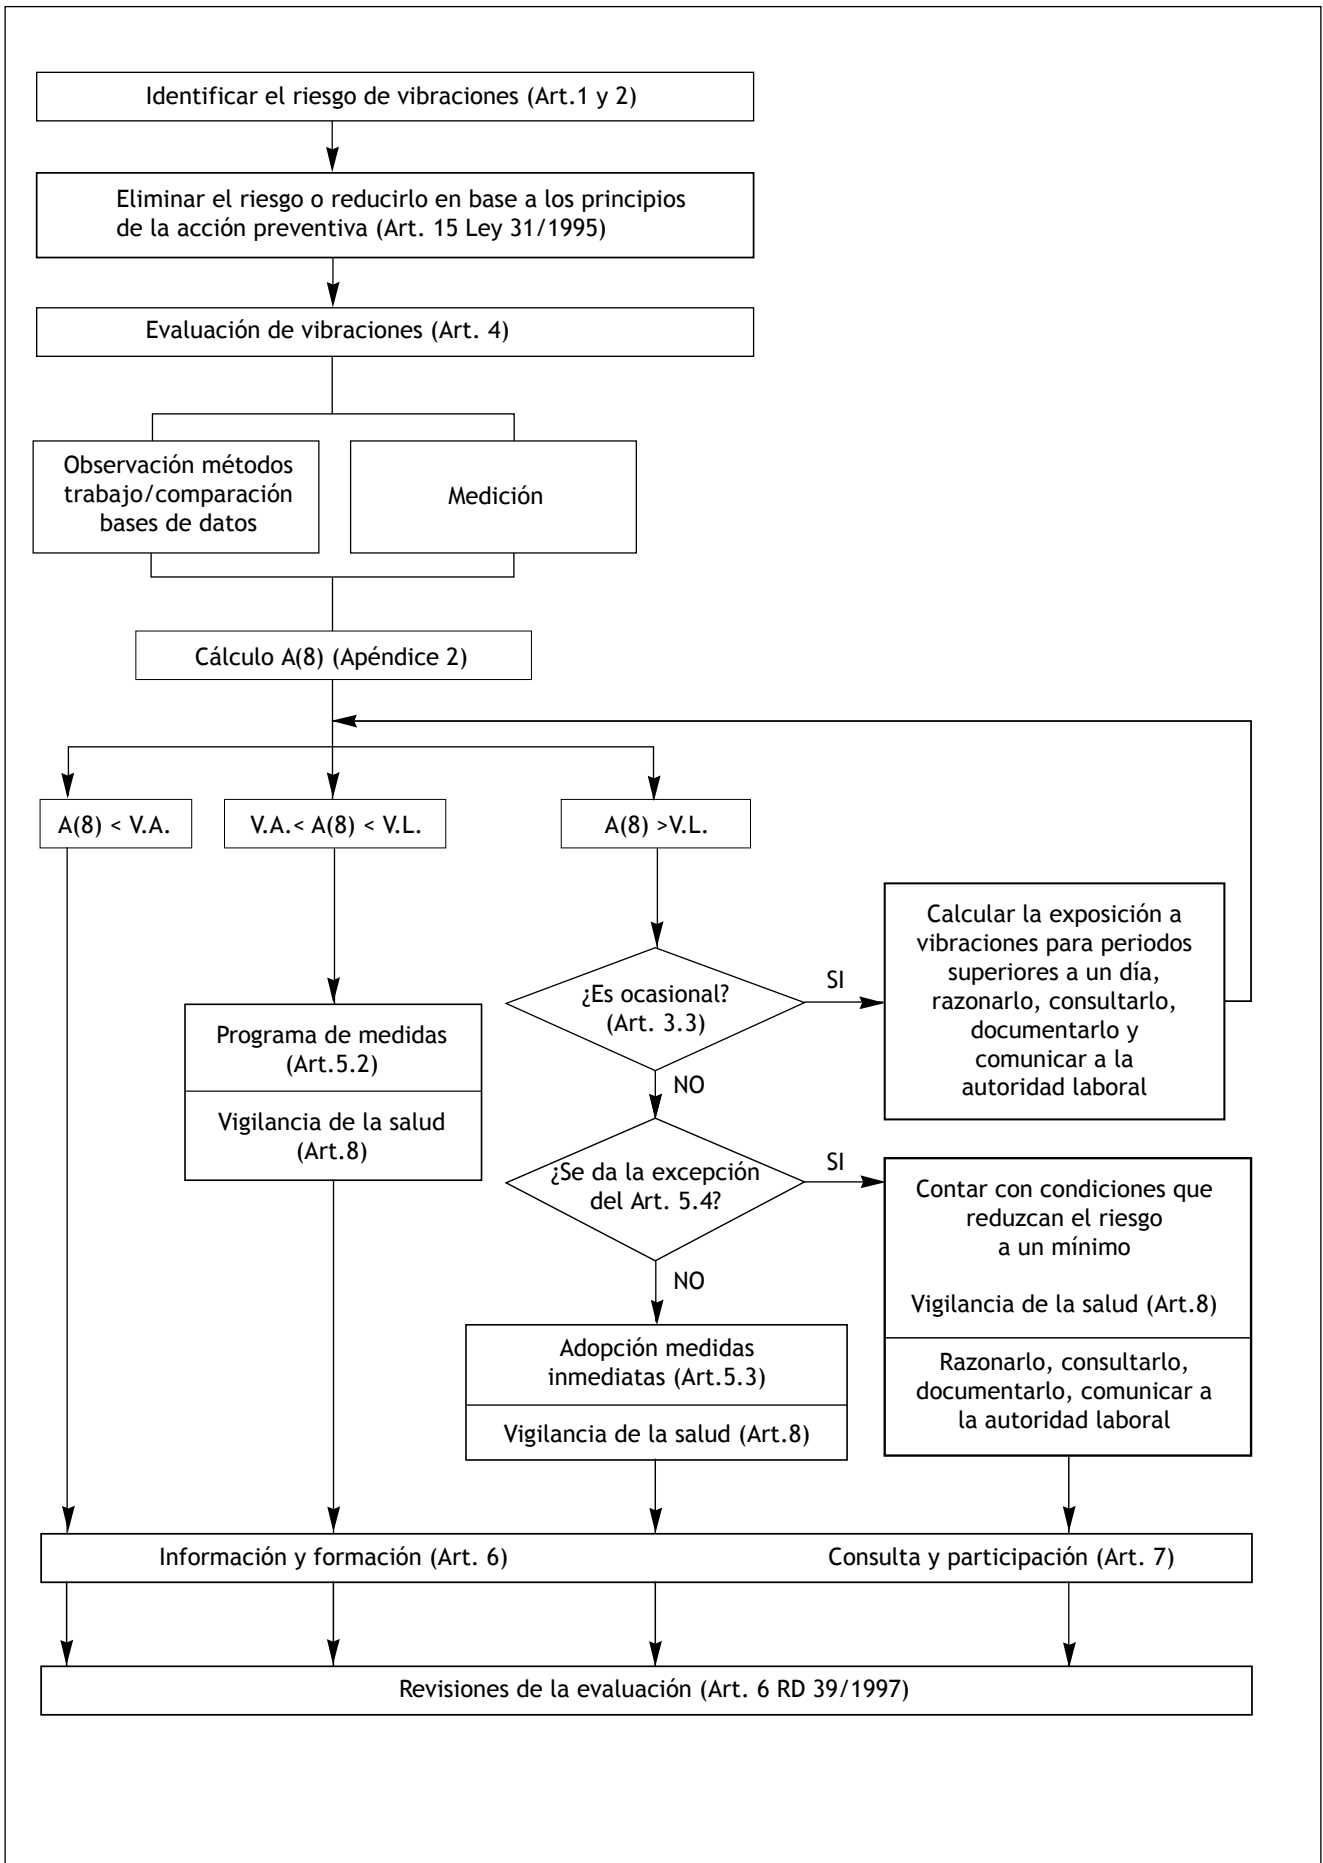 Identificar el riesgo de vibraciones (Art.1 y 2)
Eliminar el riesgo o reducirlo en base a los principios
de la acción preventiva (Art. 15 Ley 31/1995)
Evaluación de vibraciones (Art. 4)
Observación métodos
trabajo/comparación
bases de datos
Medición
Cálculo A(8) (Apéndice 2)
A(8) < V.A.
V.A.< A(8) < V.L.
A(8) >V.L.
¿Es ocasional?
(Art. 3.3)
SI
Calcular la exposición a
vibraciones para periodos
superiores a un día,
razonarlo, consultarlo,
documentarlo y
comunicar a la
autoridad laboral
NO
Programa de medidas
(Art.5.2)
Vigilancia de la salud
(Art.8)
¿Se da la excepción
del Art. 5.4?
SI
Contar con condiciones que
reduzcan el riesgo
a un mínimo
Vigilancia de la salud (Art.8)
Razonarlo, consultarlo,
documentarlo, comunicar a
la autoridad laboral
NO
Adopción medidas
inmediatas (Art.5.3)
Vigilancia de la salud (Art.8)
Información y formación (Art. 6)
Consulta y participación (Art. 7)
Revisiones de la evaluación (Art. 6 RD 39/1997)